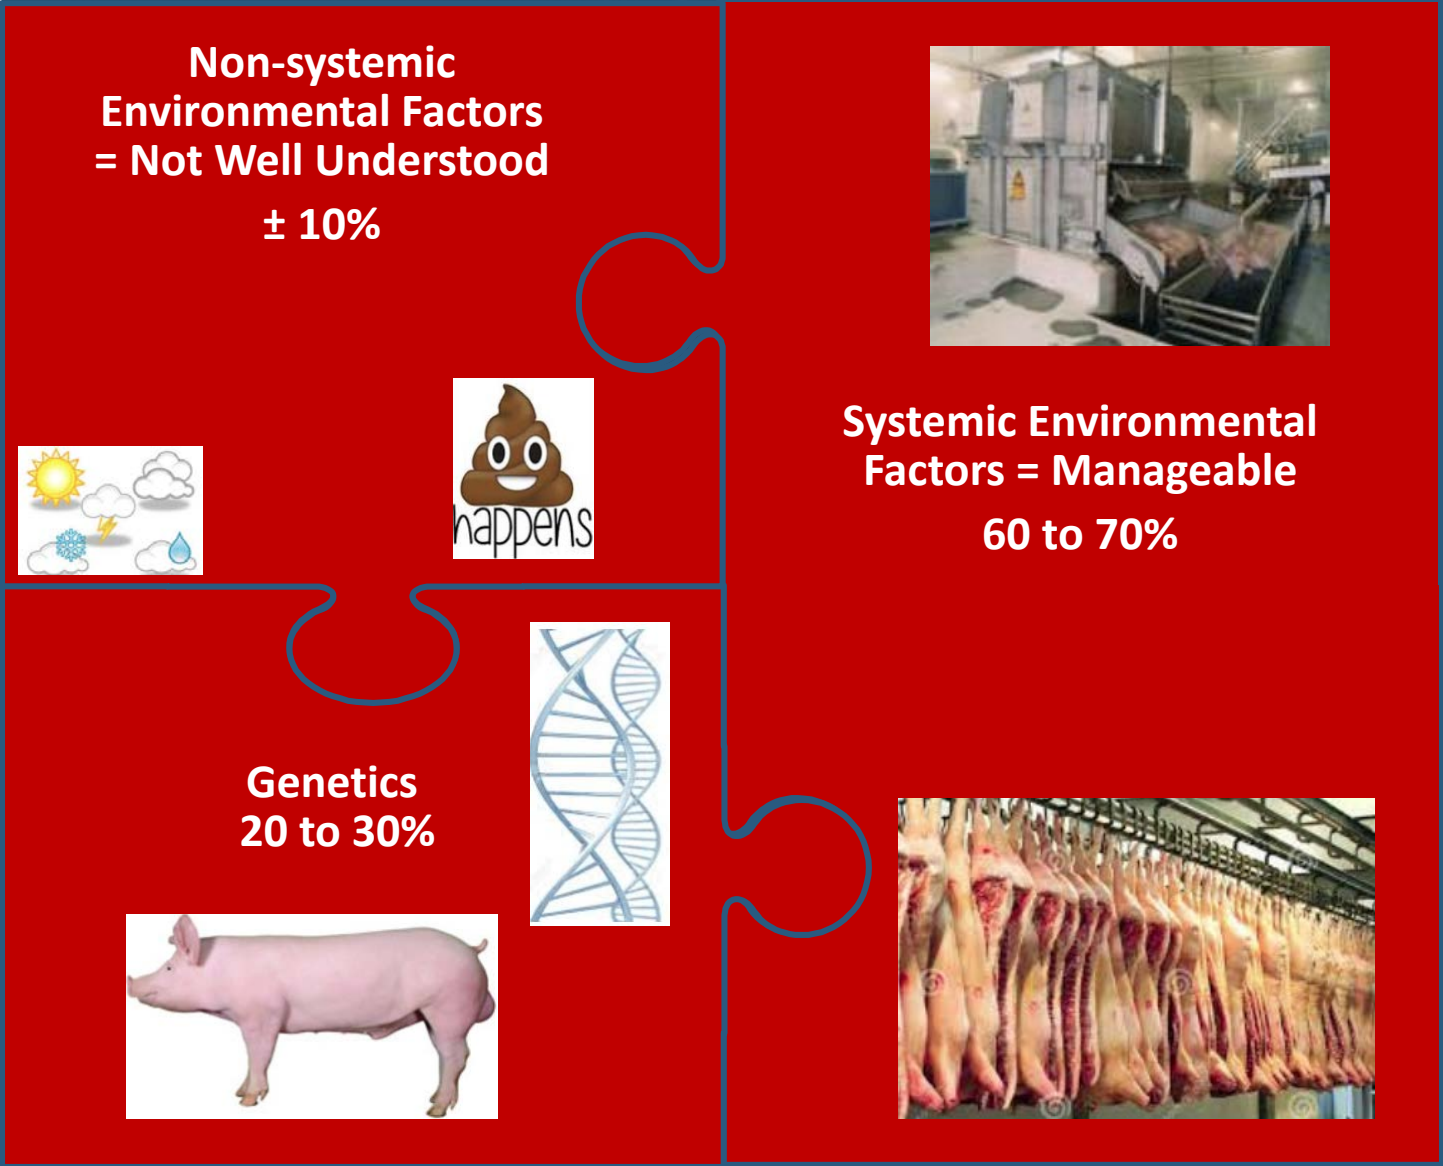 Non-systemic
Environmental Factors
= Not Well Understood
± 10%
happens
Systemic Environmental
Factors = Manageable
60 to 70%
Genetics
20 to 30%